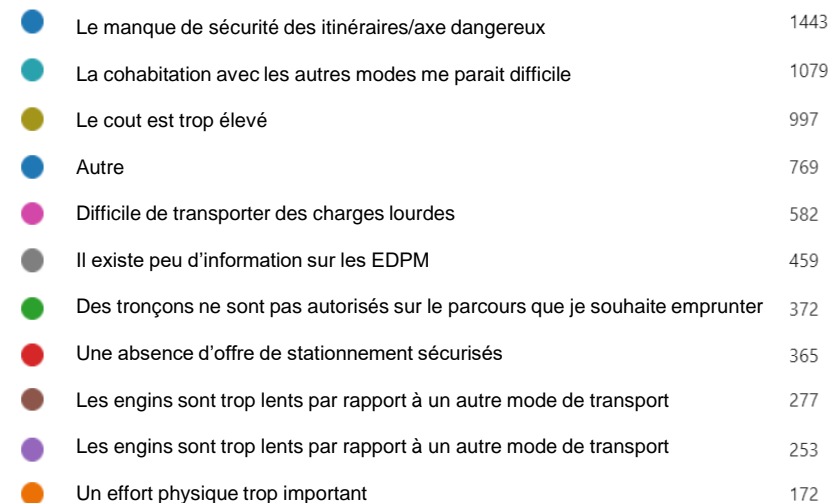 Le manque de sécurité des itinéraires/axe dangereux 1443
La cohabitation avec les autres modes me parait difficile 1079
Le cout est trop élevé 997
Autre 769
Difficile de transporter des charges lourdes 582
Il existe peu d'information sur les EDPM 459
Des tronçons ne sont pas autorisés sur le parcours que je souhaite emprunter 372
Une absence d'offre de stationnement sécurisés 365
Les engins sont trop lents par rapport à un autre mode de transport 277
Les engins sont trop lents par rapport à un autre mode de transport 253
Un effort physique trop important 172